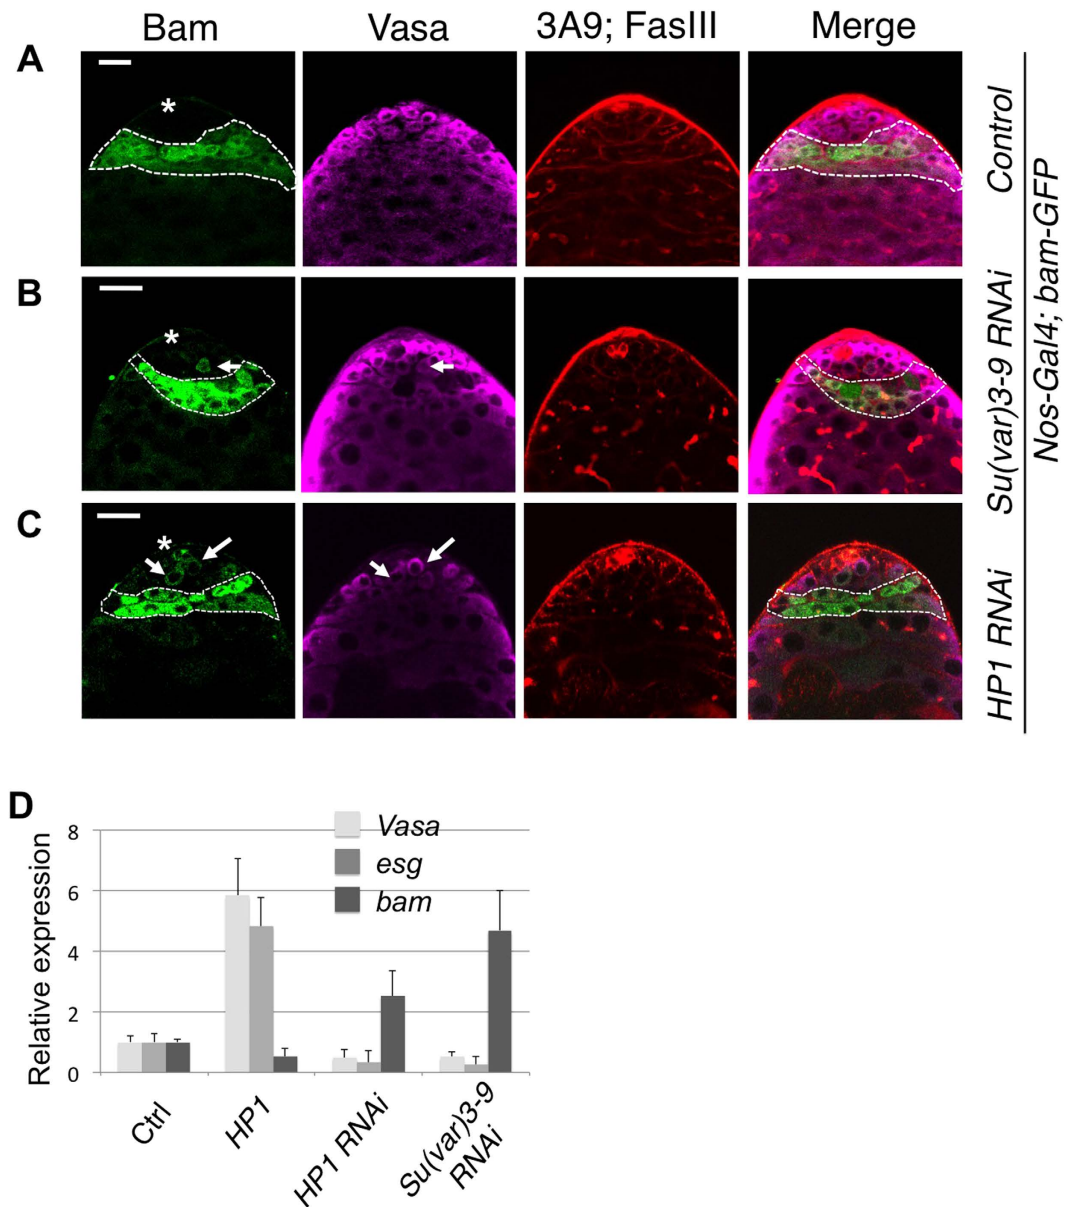 Bam Vasa 3A9; FasIII Merge
A
*
Control
B
*
Su(var)3-9 RNAi
Nos-Gal4; bam-GFP
C
*
HP1 RNAi
D
Relative expression
8
6
4
2
0
Vasa
esg
bam
Ctrl
HP1
HP1 RNAi
Su(var)3-9
RNAi